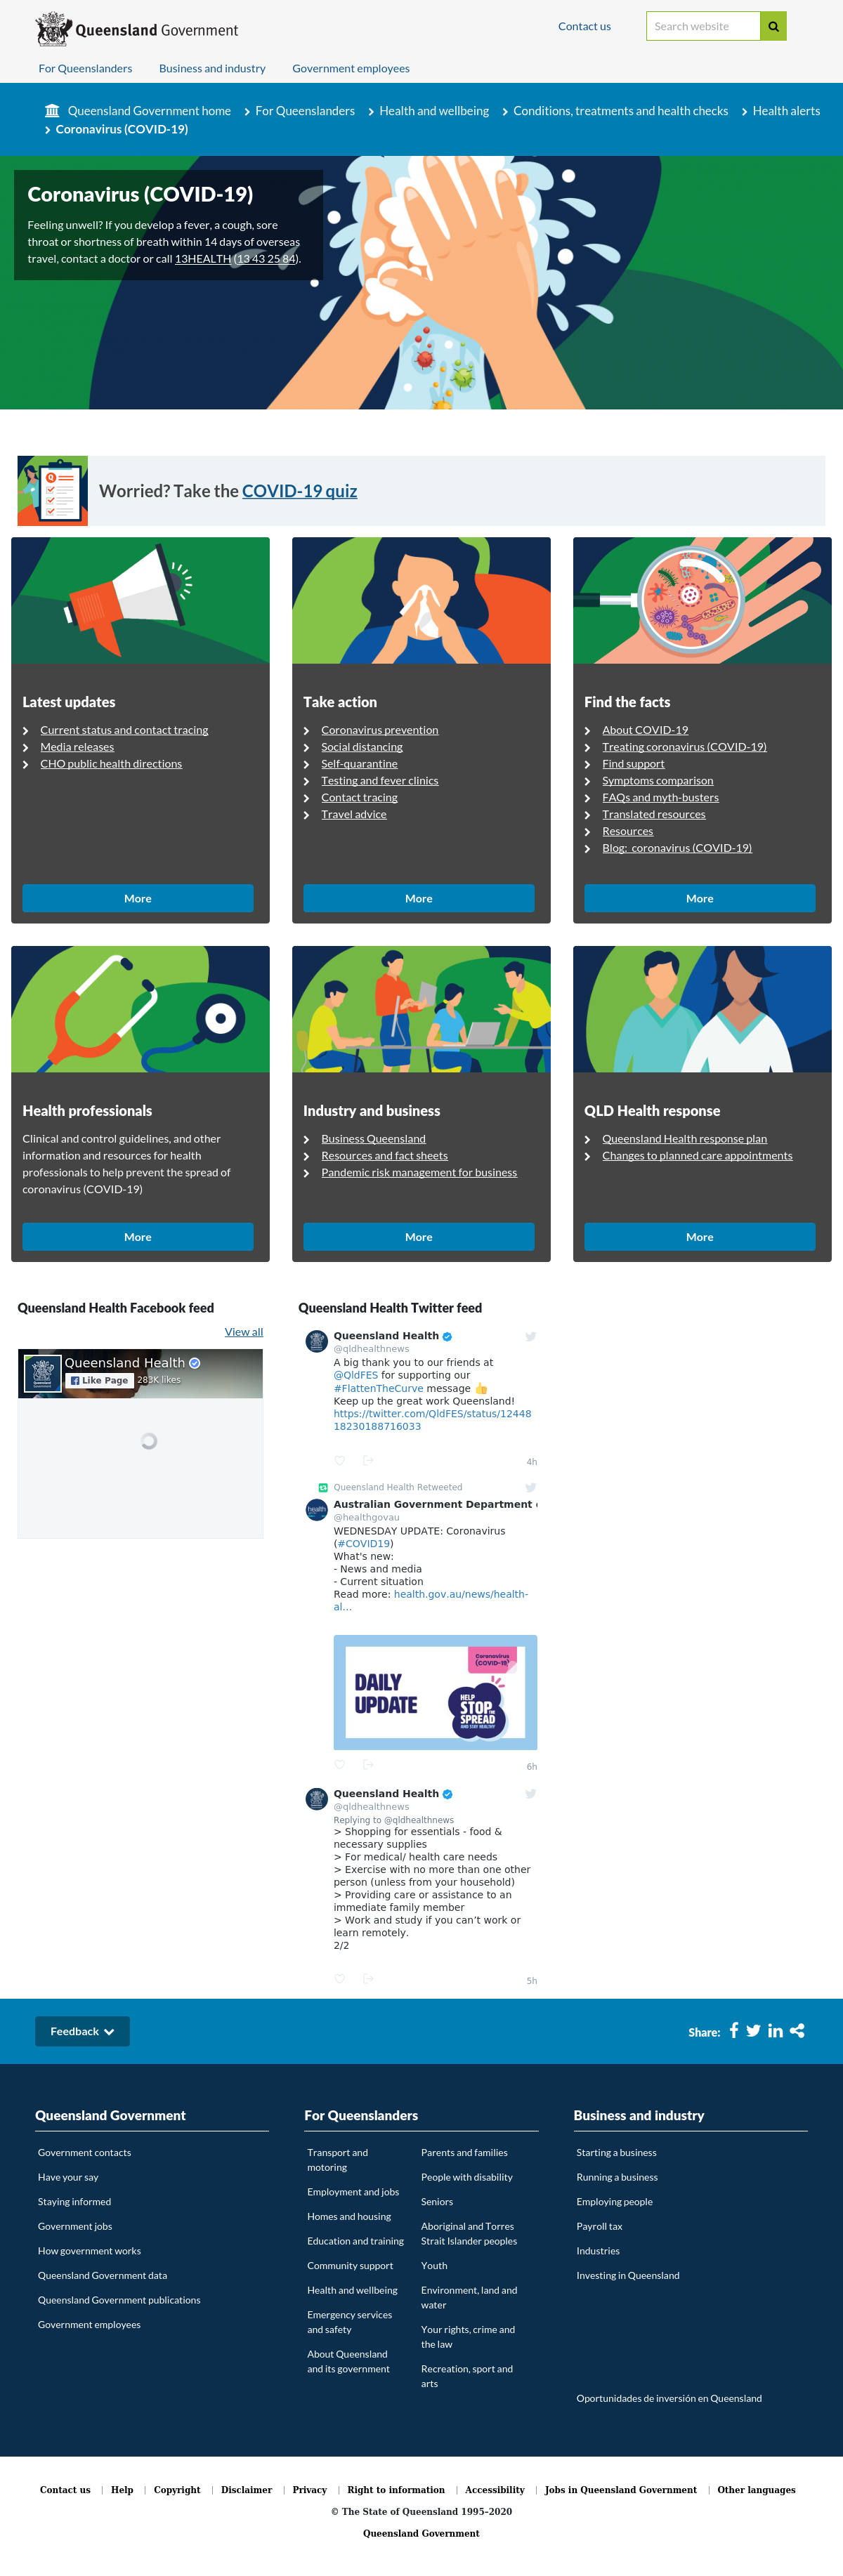 Queensland Government
Contact us
Search website
For Queenslanders
Business and industry
Government employees
Queensland Government home
For Queenslanders
Health and wellbeing
Conditions, treatments and health checks
Health alerts
Coronavirus (COVID-19)
Coronavirus (COVID-19)
Feeling unwell? If you develop a fever, a cough, sore
throat or shortness of breath within 14 days of overseas
travel, contact a doctor or call 13HEALTH (13 43 25 84).
Worried? Take the COVID-19 quiz
Latest updates
Current status and contact tracing
Media releases
CHO public health directions
More
Take action
Coronavirus prevention
Social distancing
Self-quarantine
Testing and fever clinics
Contact tracing
Travel advice
More
Find the facts
About COVID-19
Treating coronavirus (COVID-19)
Find support
Symptoms comparison
FAQs and myth-busters
Translated resources
Resources
Blog: coronavirus (COVID-19)
More
Health professionals
Clinical and control guidelines, and other
information and resources for health
professionals to help prevent the spread of
coronavirus (COVID-19)
More
Industry and business
Business Queensland
Resources and fact sheets
Pandemic risk management for business
More
QLD Health response
Queensland Health response plan
Changes to planned care appointments
More
Queensland Health Facebook feed
View all
Queensland Health
Like Page
283K likes
Queensland Health Twitter feed
Queensland Health
@qldhealthnews
A big thank you to our friends at
@QldFES for supporting our
#FlattenTheCurve message 👍
Keep up the great work Queensland!
https://twitter.com/QldFES/status/12448
18230188716033
4h
Queensland Health Retweeted
Australian Government Department
@healthgovau
WEDNESDAY UPDATE: Coronavirus
(#COVID19)
What's new:
- News and media
- Current situation
Read more: health.gov.au/news/health-
al…
Coronavirus
(COVID-19)
DAILY
UPDATE
HELP
STOP THE
SPREAD
AND STAY HEALTHY
6h
Queensland Health
@qldhealthnews
Replying to @qldhealthnews
> Shopping for essentials - food &
necessary supplies
> For medical/ health care needs
> Exercise with no more than one other
person (unless from your household)
> Providing care or assistance to an
immediate family member
> Work and study if you can’t work or
learn remotely.
2/2
5h
Feedback
Share:
Queensland Government
Government contacts
Have your say
Staying informed
Government jobs
How government works
Queensland Government data
Queensland Government publications
Government employees
For Queenslanders
Transport and
motoring
Employment and jobs
Homes and housing
Education and training
Community support
Health and wellbeing
Emergency services
and safety
About Queensland
and its government
Parents and families
People with disability
Seniors
Aboriginal and Torres
Strait Islander peoples
Youth
Environment, land and
water
Your rights, crime and
the law
Recreation, sport and
arts
Business and industry
Starting a business
Running a business
Employing people
Payroll tax
Industries
Investing in Queensland
Oportunidades de inversión en Queensland
Contact us | Help | Copyright | Disclaimer | Privacy | Right to information | Accessibility | Jobs in Queensland Government | Other languages
© The State of Queensland 1995–2020
Queensland Government